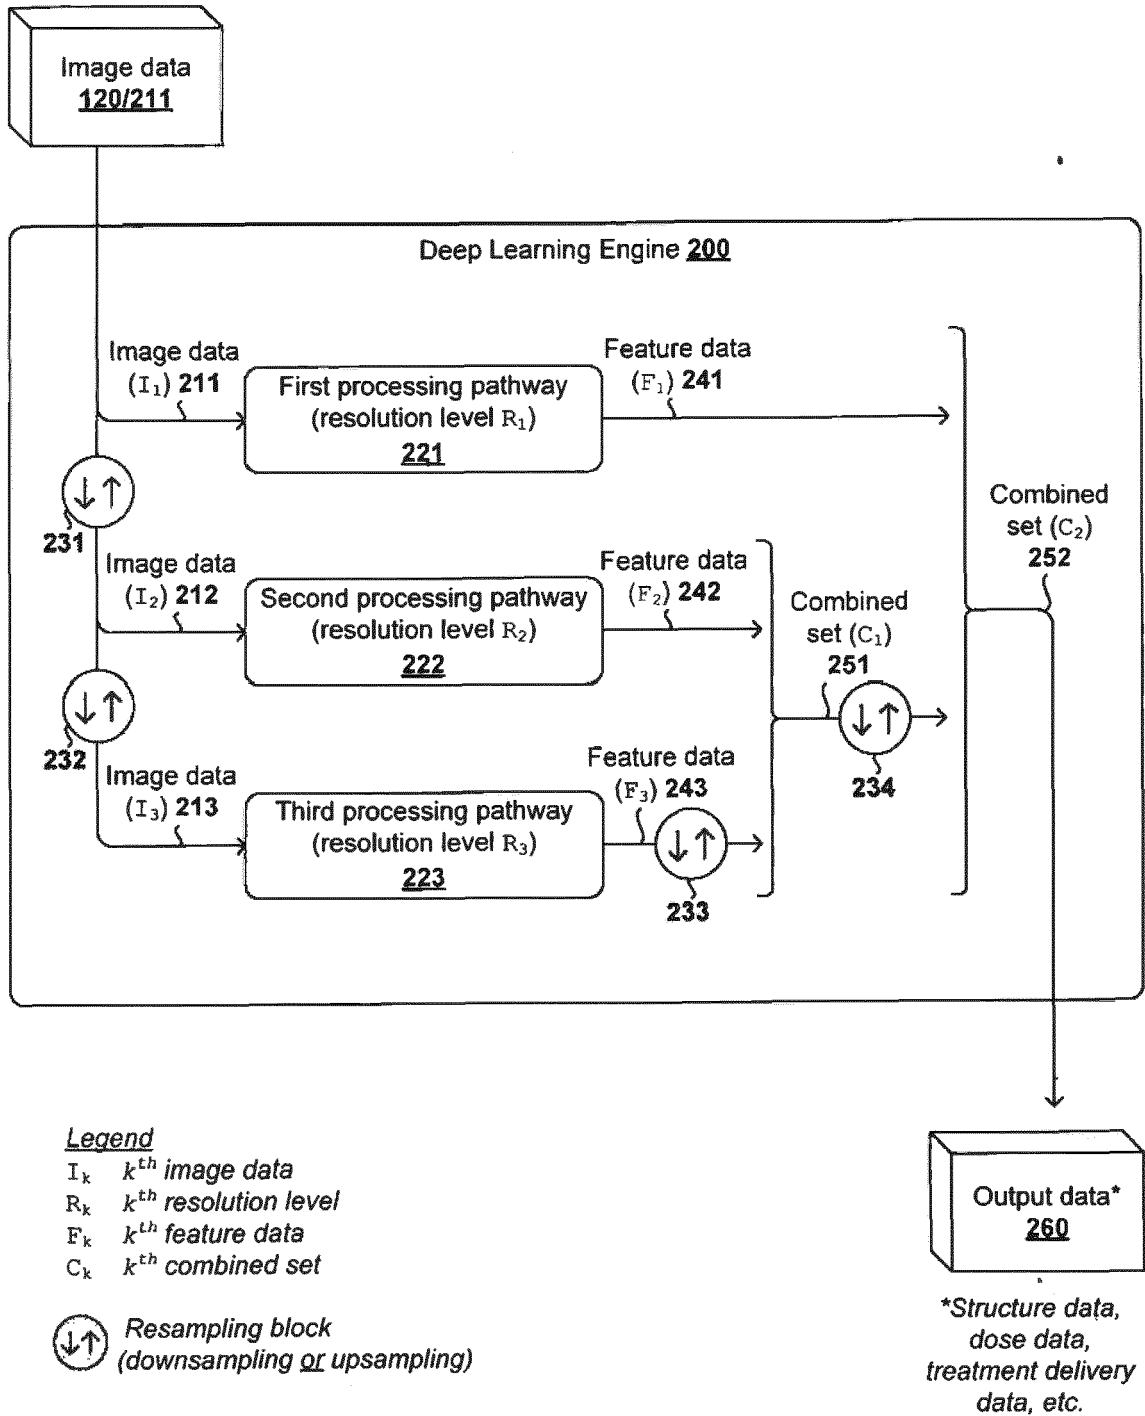 Image data
120/211
Deep Learning Engine 200
Image data
(I₁) 211
First processing pathway
(resolution level R₁)
221
Feature data
(F₁) 241
231
Image data
(I₂) 212
Second processing pathway
(resolution level R₂)
222
Feature data
(F₂) 242
Combined
set (C₁)
251
Combined
set (C₂)
252
232
Image data
(I₃) 213
Third processing pathway
(resolution level R₃)
223
Feature data
(F₃) 243
233
234
Legend
Iₖ kᵗʰ image data
Rₖ kᵗʰ resolution level
Fₖ kᵗʰ feature data
Cₖ kᵗʰ combined set
Resampling block
(downsampling or upsampling)
Output data*
260
*Structure data,
dose data,
treatment delivery
data, etc.